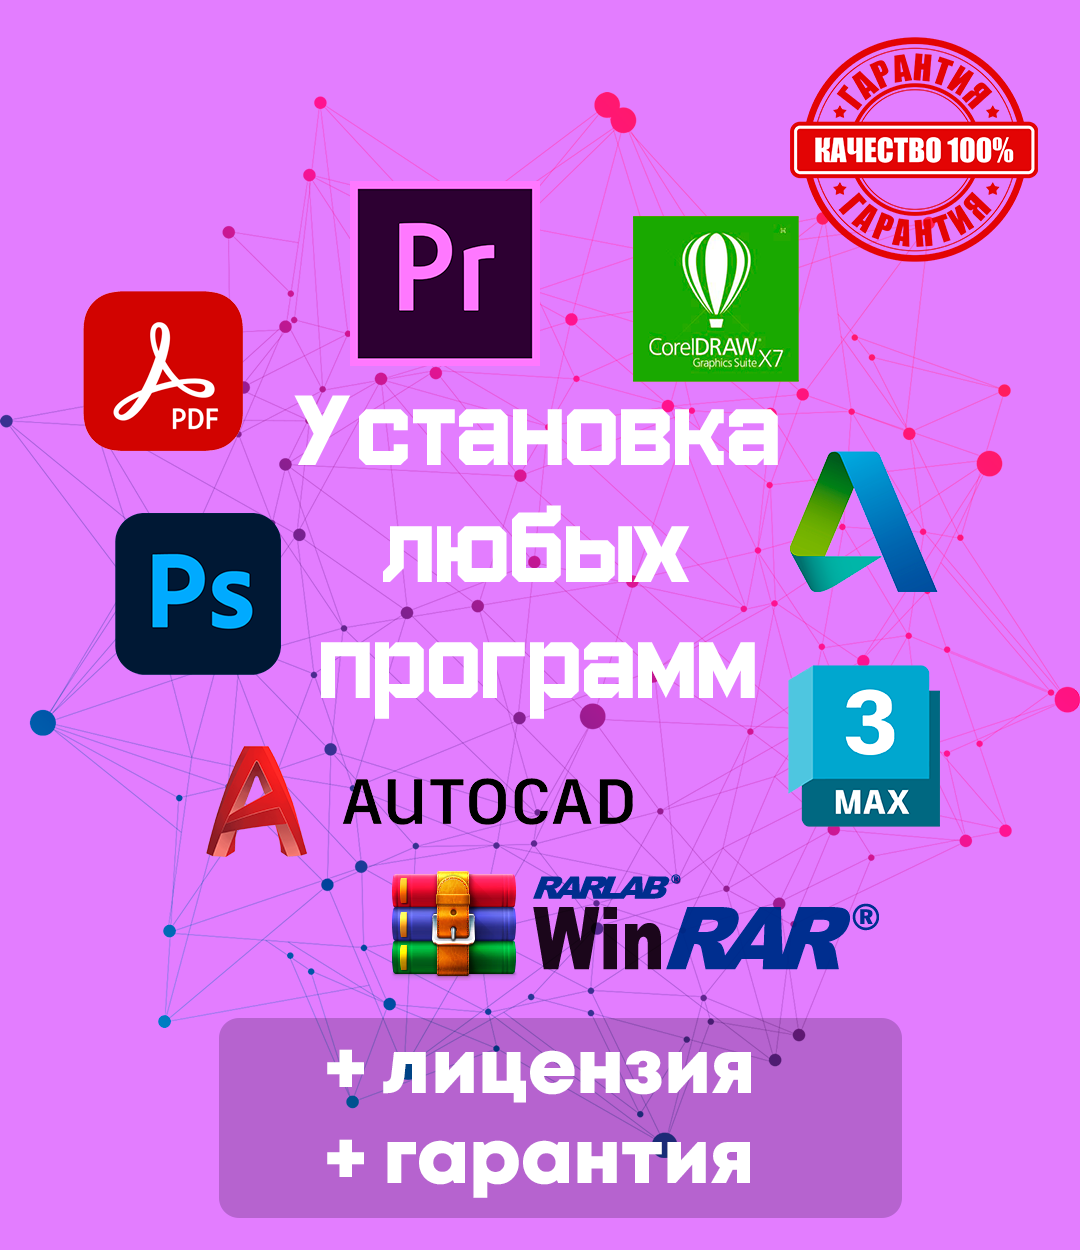 ГАРАНТИЯ
КАЧЕСТВО 100%
ГАРАНТИЯ
Pr
CorelDRAW®
Graphics Suite X7
PDF
Установка
любых
программ
Ps
3
MAX
AUTOCAD
RARLAB®
WinRAR®
+ лицензия
+ гарантия